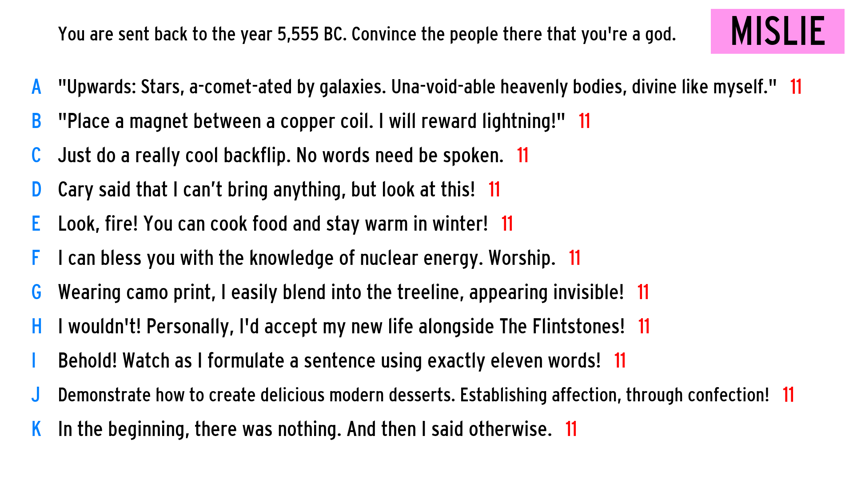 You are sent back to the year 5,555 BC. Convince the people there that you're a god.
MISLIE
A "Upwards: Stars, a-comet-ated by galaxies. Una-void-able heavenly bodies, divine like myself." 11
B "Place a magnet between a copper coil. I will reward lightning!" 11
C Just do a really cool backflip. No words need be spoken. 11
D Cary said that I can’t bring anything, but look at this! 11
E Look, fire! You can cook food and stay warm in winter! 11
F I can bless you with the knowledge of nuclear energy. Worship. 11
G Wearing camo print, I easily blend into the treeline, appearing invisible! 11
H I wouldn't! Personally, I'd accept my new life alongside The Flintstones! 11
I Behold! Watch as I formulate a sentence using exactly eleven words! 11
J Demonstrate how to create delicious modern desserts. Establishing affection, through confection! 11
K In the beginning, there was nothing. And then I said otherwise. 11